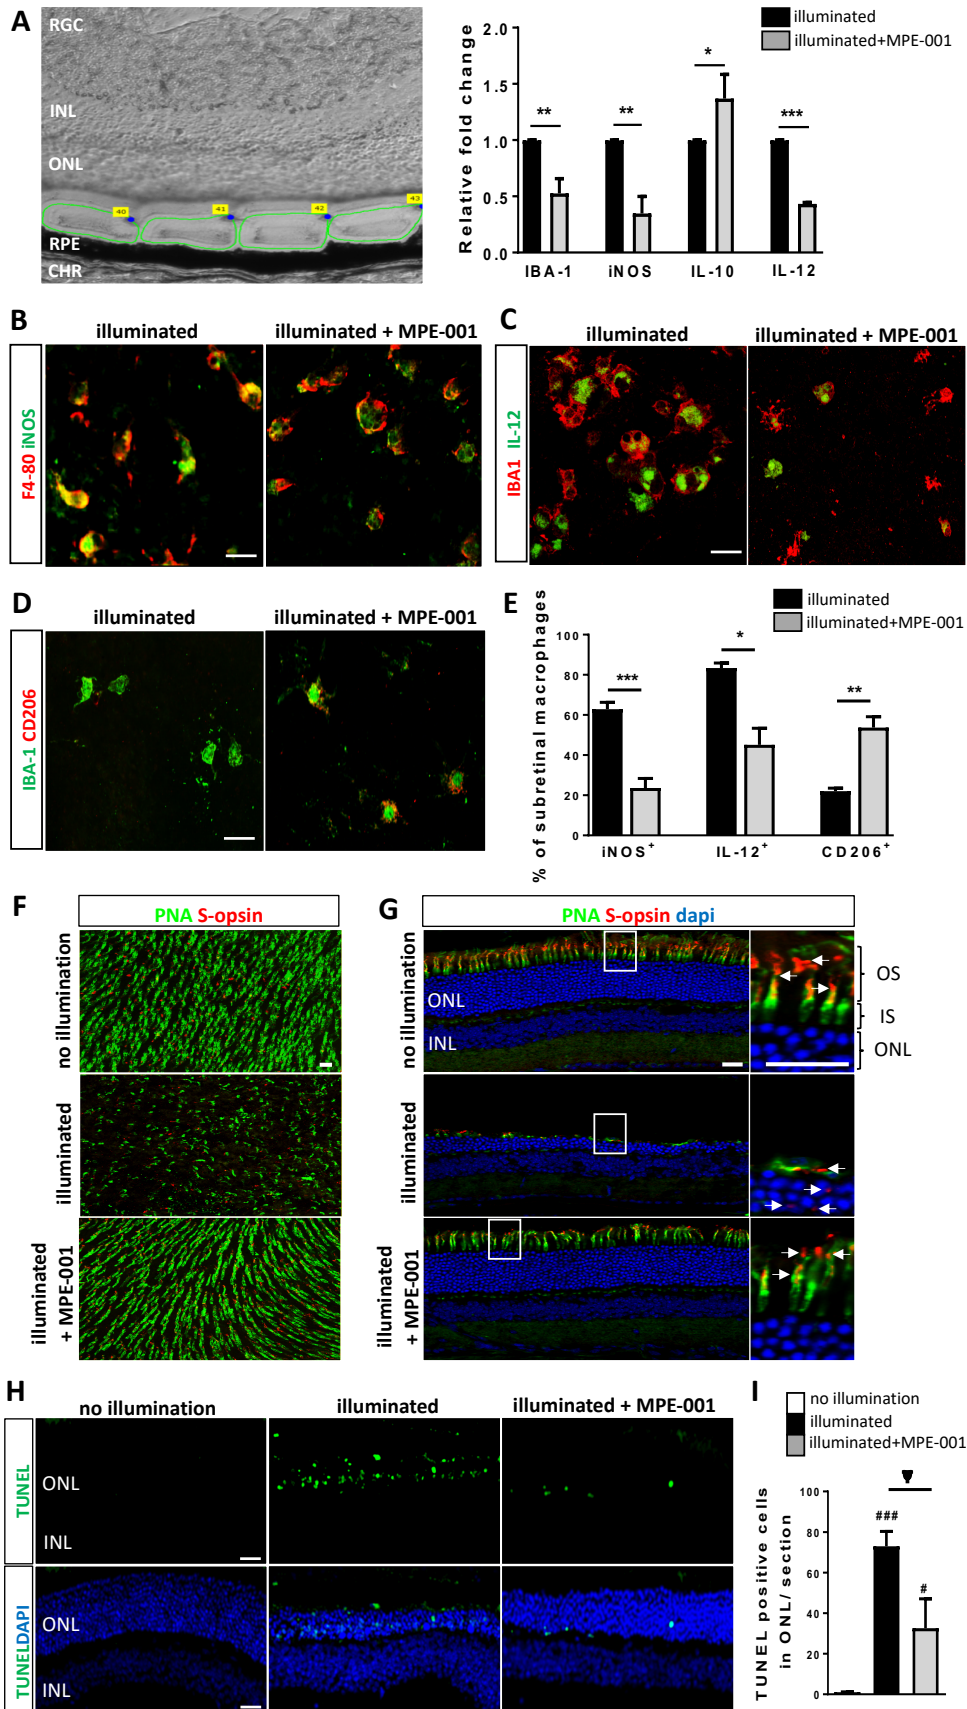 A
RGC
INL
ONL
40
41
42
43
RPE
CHR
illuminated
illuminated+MPE-001
Relative fold change
2.0
1.5
1.0
0.5
0.0
*
**
**
***
IBA-1
iNOS
IL-10
IL-12
B
illuminated
illuminated + MPE-001
F4-80 iNOS
C
illuminated
illuminated + MPE-001
IBA1 IL-12
D
illuminated
illuminated + MPE-001
IBA-1 CD206
E
illuminated
illuminated+MPE-001
% of subretinal macrophages
100
80
60
40
20
0
***
*
**
iNOS+
IL-12+
CD206+
F
PNA S-opsin
no illumination
illuminated
illuminated
+ MPE-001
G
PNA S-opsin dapi
no illumination
ONL
INL
OS
IS
ONL
illuminated
illuminated
+ MPE-001
H
no illumination
illuminated
illuminated + MPE-001
TUNEL
ONL
INL
TUNELDAPI
ONL
INL
I
no illumination
illuminated
illuminated+MPE-001
TUNEL positive cells
in ONL/ section
100
80
60
40
20
0
###
#